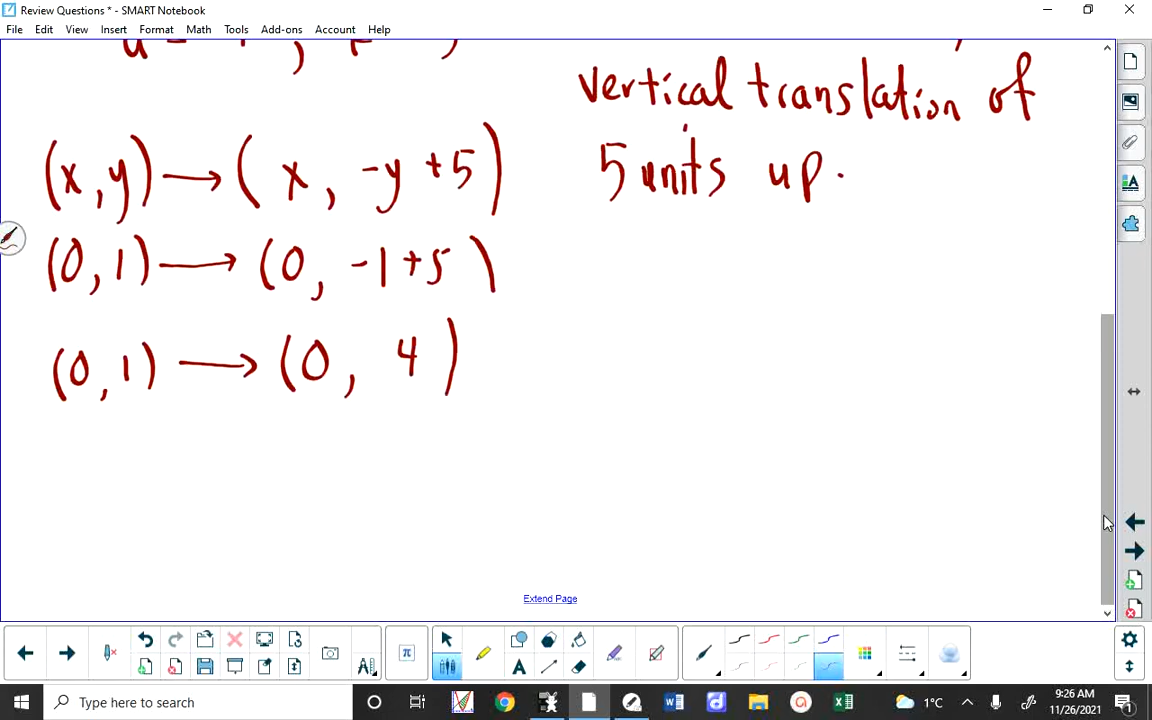 Review Questions * - SMART Notebook
File Edit View Insert Format Math Tools Add-ons Account Help
vertical translation of
5 units up.
(x, y) → (x, -y + 5)
(0, 1) → (0, -1 + 5)
(0, 1) → (0, 4)
Extend Page
Type here to search
1°C
9:26 AM
11/26/2021